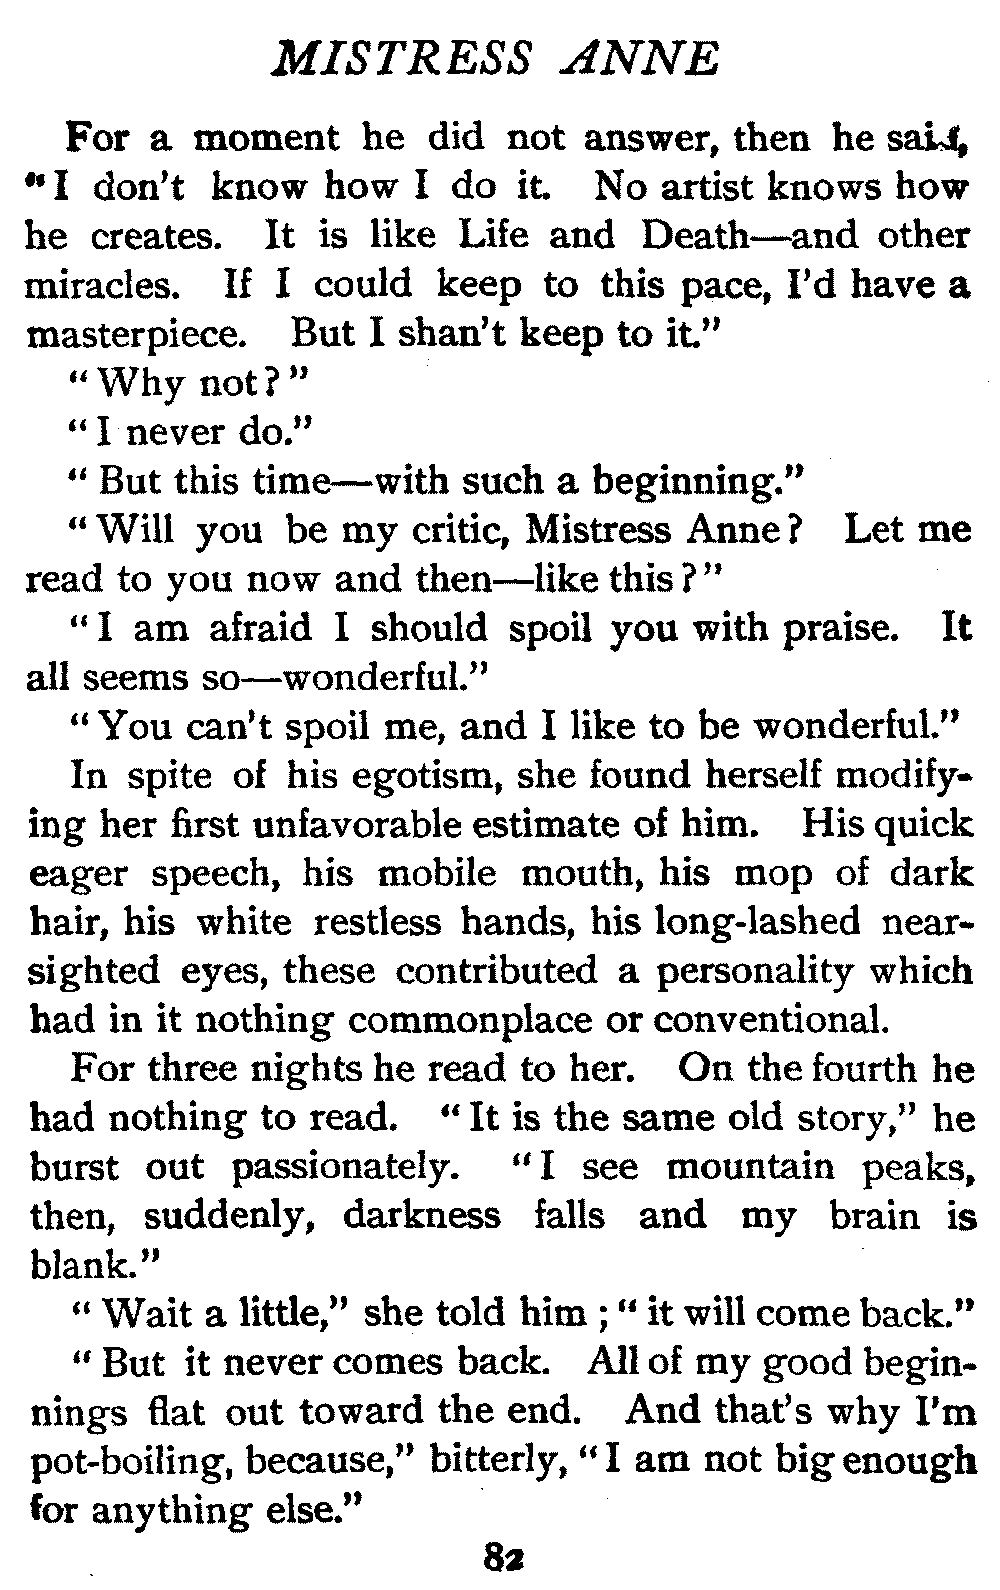 MISTRESS ANNE
For a moment he did not answer, then he said,
"I don't know how I do it. No artist knows how
he creates. It is like Life and Death—and other
miracles. If I could keep to this pace, I'd have a
masterpiece. But I shan't keep to it."
"Why not?"
"I never do."
"But this time—with such a beginning."
"Will you be my critic, Mistress Anne? Let me
read to you now and then—like this?"
"I am afraid I should spoil you with praise. It
all seems so—wonderful."
"You can't spoil me, and I like to be wonderful."
In spite of his egotism, she found herself modify-
ing her first unfavorable estimate of him. His quick
eager speech, his mobile mouth, his mop of dark
hair, his white restless hands, his long-lashed near-
sighted eyes, these contributed a personality which
had in it nothing commonplace or conventional.
For three nights he read to her. On the fourth he
had nothing to read. "It is the same old story," he
burst out passionately. "I see mountain peaks,
then, suddenly, darkness falls and my brain is
blank."
"Wait a little," she told him; "it will come back."
"But it never comes back. All of my good begin-
nings flat out toward the end. And that's why I'm
pot-boiling, because," bitterly, "I am not big enough
for anything else."
82